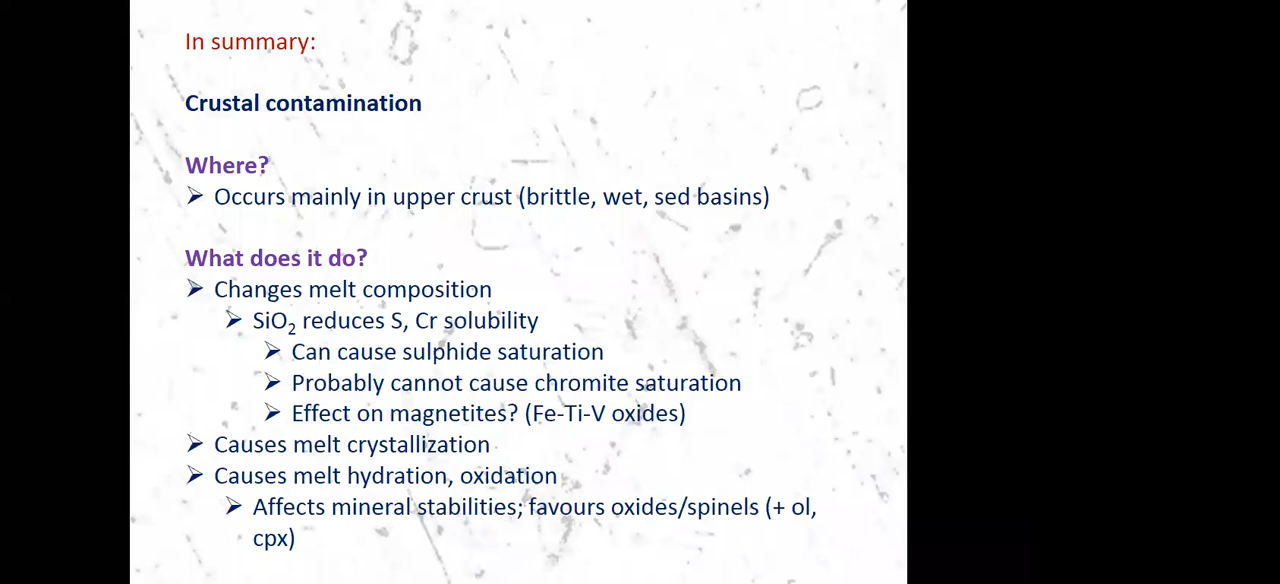 In summary:
Crustal contamination
Where?
➢ Occurs mainly in upper crust (brittle, wet, sed basins)
What does it do?
➢ Changes melt composition
➢ SiO₂ reduces S, Cr solubility
➢ Can cause sulphide saturation
➢ Probably cannot cause chromite saturation
➢ Effect on magnetites? (Fe-Ti-V oxides)
➢ Causes melt crystallization
➢ Causes melt hydration, oxidation
➢ Affects mineral stabilities; favours oxides/spinels (+ ol,
cpx)